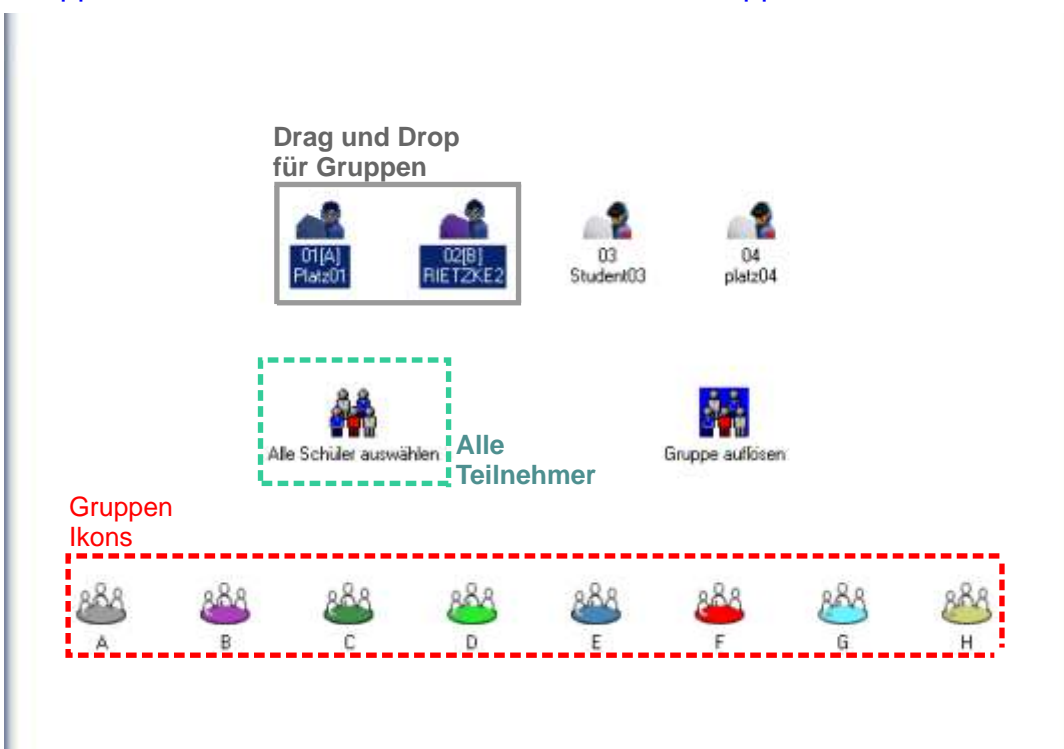 Drag und Drop
für Gruppen
01[A] 02[B] 03 04
Platz01 RIETZKE2 Student03 platz04
Alle Schüler auswählen
Alle
Teilnehmer
Gruppe auflösen
Gruppen
Ikons
A B C D E F G H